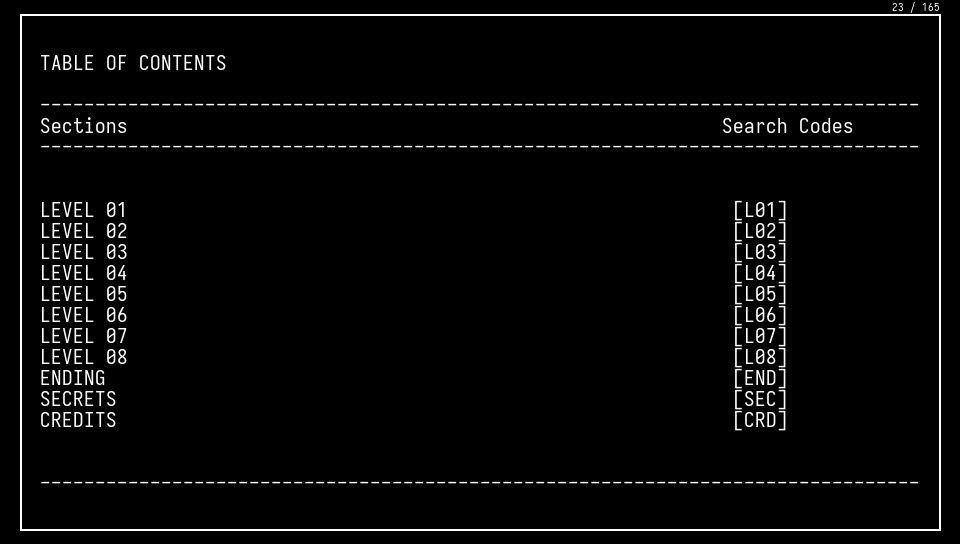 23 / 165
TABLE OF CONTENTS
--------------------------------------------------------------------------------
Sections Search Codes
--------------------------------------------------------------------------------
LEVEL 01 [L01]
LEVEL 02 [L02]
LEVEL 03 [L03]
LEVEL 04 [L04]
LEVEL 05 [L05]
LEVEL 06 [L06]
LEVEL 07 [L07]
LEVEL 08 [L08]
ENDING [END]
SECRETS [SEC]
CREDITS [CRD]
--------------------------------------------------------------------------------